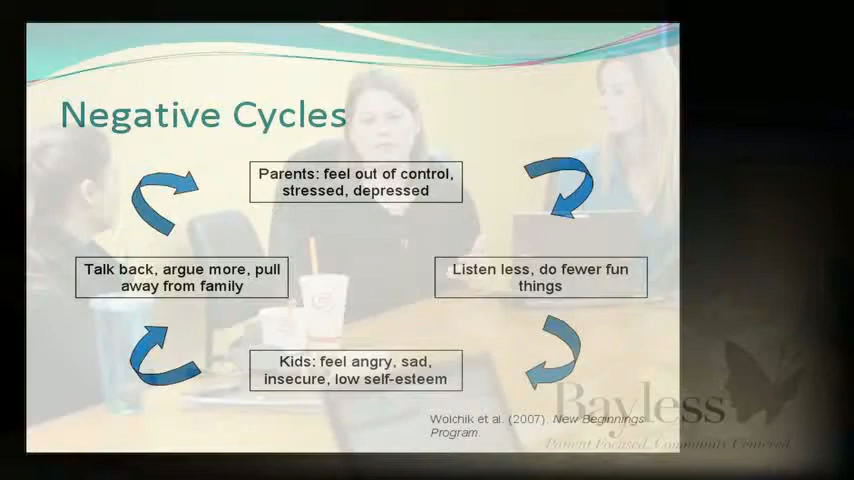 Negative Cycles
Parents: feel out of control,
stressed, depressed
Talk back, argue more, pull
away from family
Listen less, do fewer fun
things
Kids: feel angry, sad,
insecure, low self-esteem
Wolchik et al. (2007). New Beginnings
Program.
Bayless
Patient Focused, Community Centered